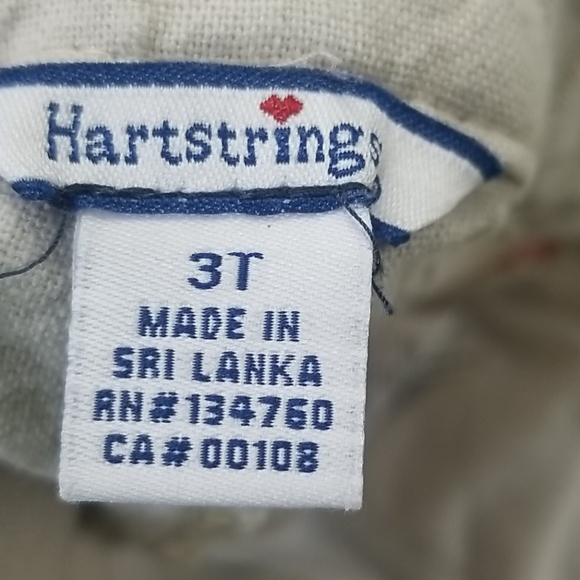 Hartstrings
3T
MADE IN
SRI LANKA
RN#134760
CA#00108